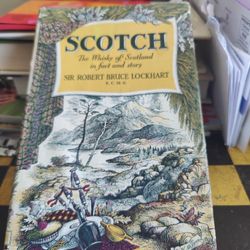 SCOTCH
The Whisky of Scotland
in fact and story
SIR ROBERT BRUCE LOCKHART
K. C. M. G.